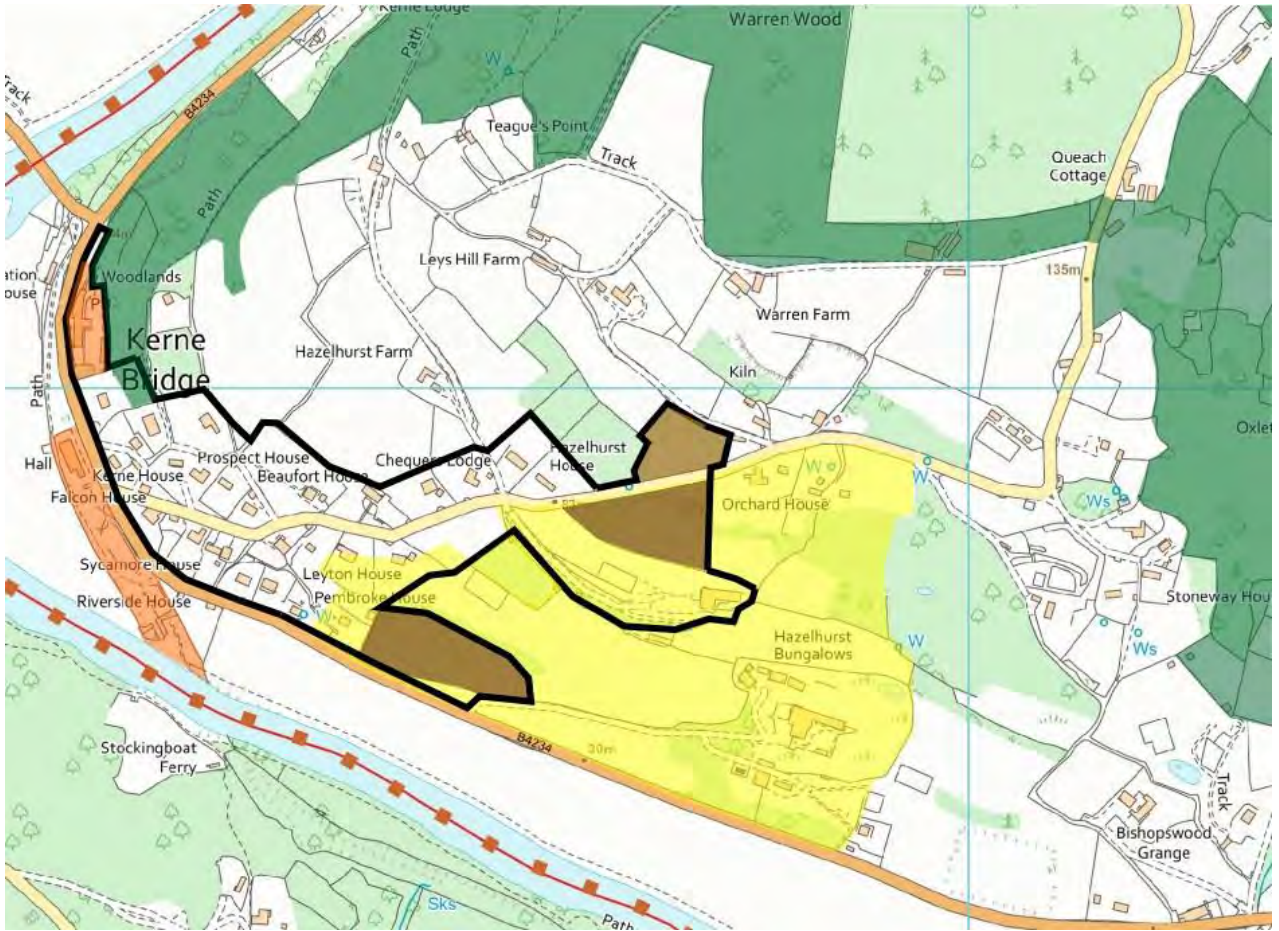 Kerne Lodge
Warren Wood
Track
Path
W
B4234
Teague's Point
Track
Queach
Cottage
Path
Woodlands
Leys Hill Farm
135m
P
Warren Farm
Kerne
Bridge
Hazelhurst Farm
Kiln
Path
Hall
Prospect House
Chequers Lodge
Hazelhurst
House
Kerne House
Beaufort House
Falcon House
W
W
Orchard House
Ws
Sycamore House
Leyton House
Pembroke House
Riverside House
W
Stoneway Hou
Hazelhurst
Bungalows
W
Ws
Stockingboat
Ferry
B4234
30m
Track
Bishopswood
Grange
Sks
Path